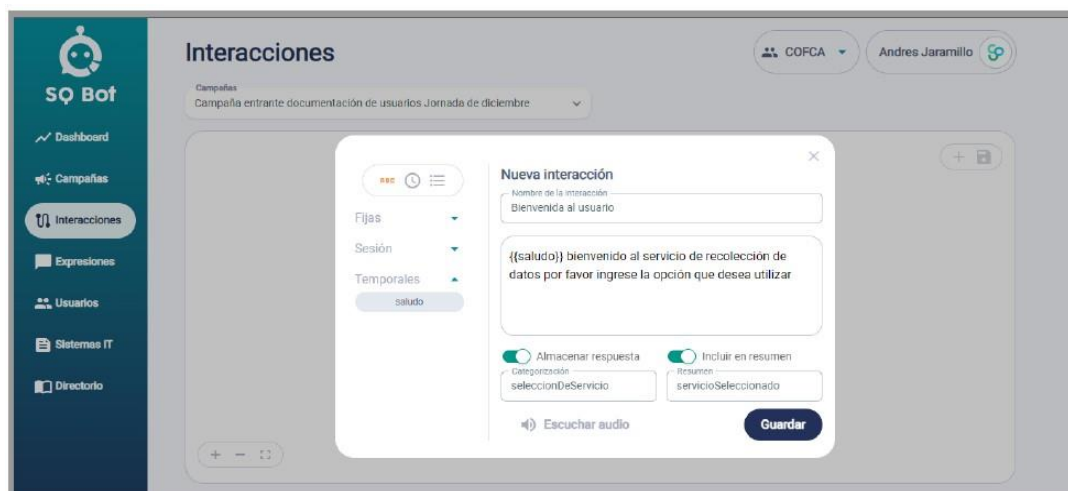 SQ Bot
Dashboard
Campañas
Interacciones
Expresiones
Usuarios
Sistemas IT
Directorio
Interacciones
COFCA
Andres Jaramillo
Campañas
Campaña entrante documentación de usuarios Jornada de diciembre
Fijas
Sesión
Temporales
saludo
Nueva interacción
Nombre de la interacción
Bienvenida al usuario
{{saludo}} bienvenido al servicio de recolección de
datos por favor ingrese la opción que desea utilizar
Almacenar respuesta
Incluir en resumen
Categorización
seleccionDeServicio
Resumen
servicioSeleccionado
Escuchar audio
Guardar